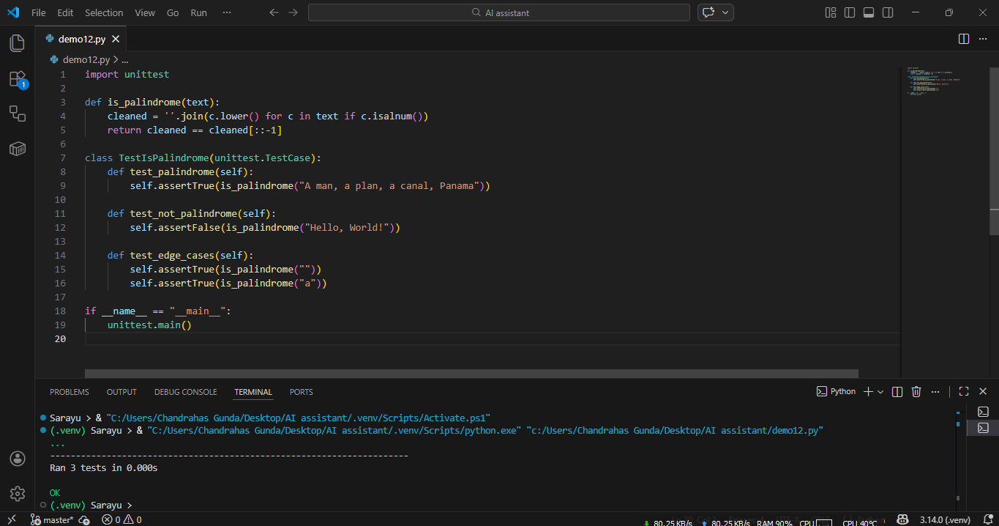 File Edit Selection View Go Run ··· AI assistant
demo12.py
demo12.py > ...
1 import unittest
2
3 def is_palindrome(text):
4     cleaned = ''.join(c.lower() for c in text if c.isalnum())
5     return cleaned == cleaned[::-1]
6
7 class TestIsPalindrome(unittest.TestCase):
8     def test_palindrome(self):
9         self.assertTrue(is_palindrome("A man, a plan, a canal, Panama"))
10
11     def test_not_palindrome(self):
12         self.assertFalse(is_palindrome("Hello, World!"))
13
14     def test_edge_cases(self):
15         self.assertTrue(is_palindrome(""))
16         self.assertTrue(is_palindrome("a"))
17
18 if __name__ == "__main__":
19     unittest.main()
20
1
PROBLEMS OUTPUT DEBUG CONSOLE TERMINAL PORTS Python
Sarayu > & "C:/Users/Chandrahas Gunda/Desktop/AI assistant/.venv/Scripts/Activate.ps1"
(.venv) Sarayu > & "C:/Users/Chandrahas Gunda/Desktop/AI assistant/.venv/Scripts/python.exe" "c:/Users/Chandrahas Gunda/Desktop/AI assistant/demo12.py"
...
----------------------------------------------------------------------
Ran 3 tests in 0.000s

OK
(.venv) Sarayu >
master* 0 0 80.25 KB/s 80.25 KB/s RAM 90% CPU CPU 40°C 3.14.0 (.venv)